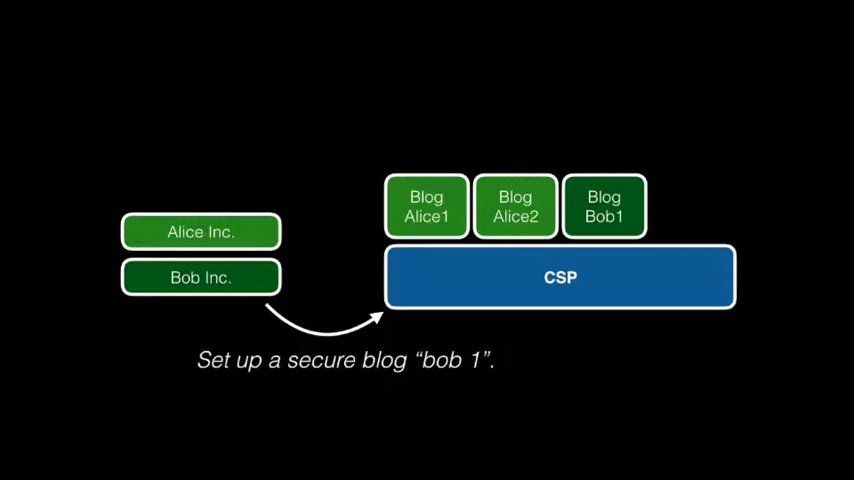 Blog
Alice1
Blog
Alice2
Blog
Bob1
Alice Inc.
Bob Inc.
CSP
Set up a secure blog “bob 1”.